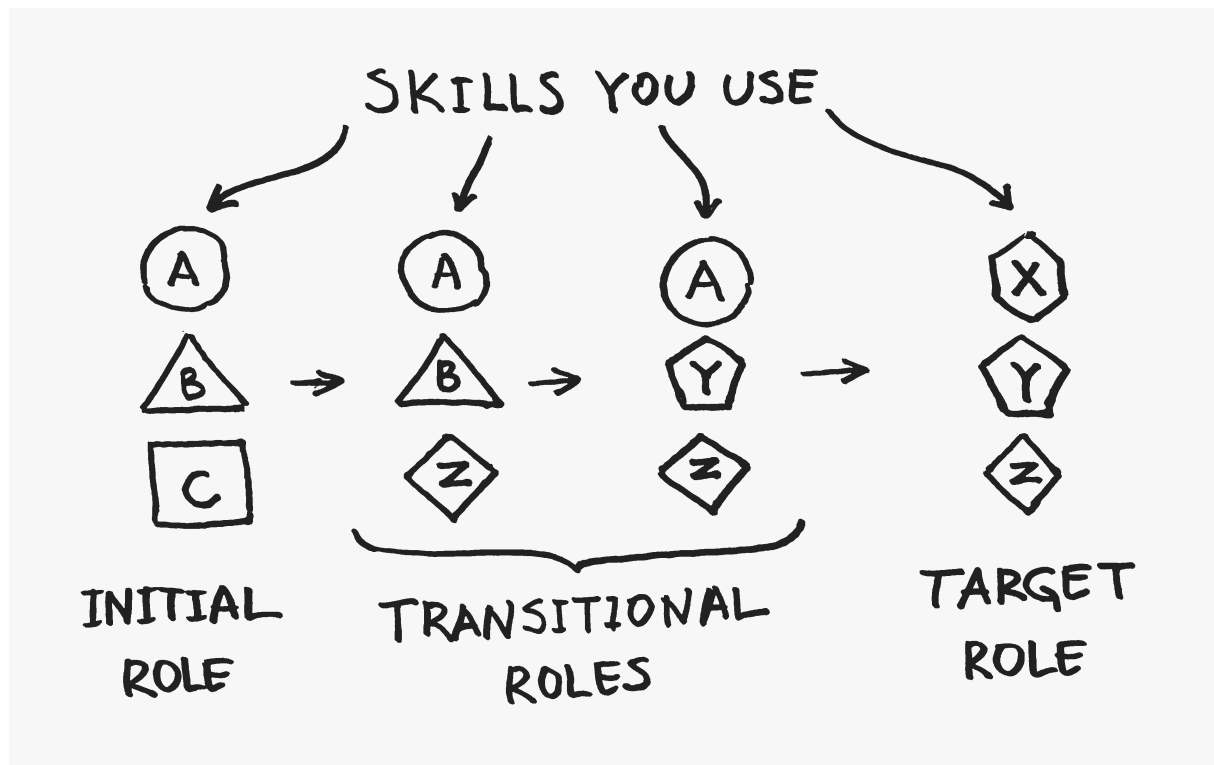 SKILLS YOU USE
A A A X
B B Y Y
C Z Z Z
INITIAL
ROLE
TRANSITIONAL
ROLES
TARGET
ROLE